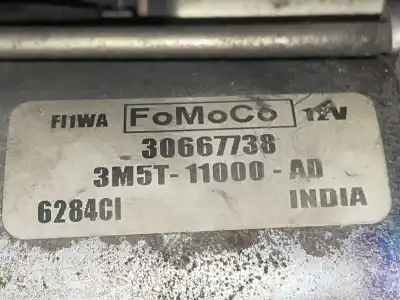 FI1WA FoMoCo 12V
30667738
3M5T-11000-AD
6284CI INDIA